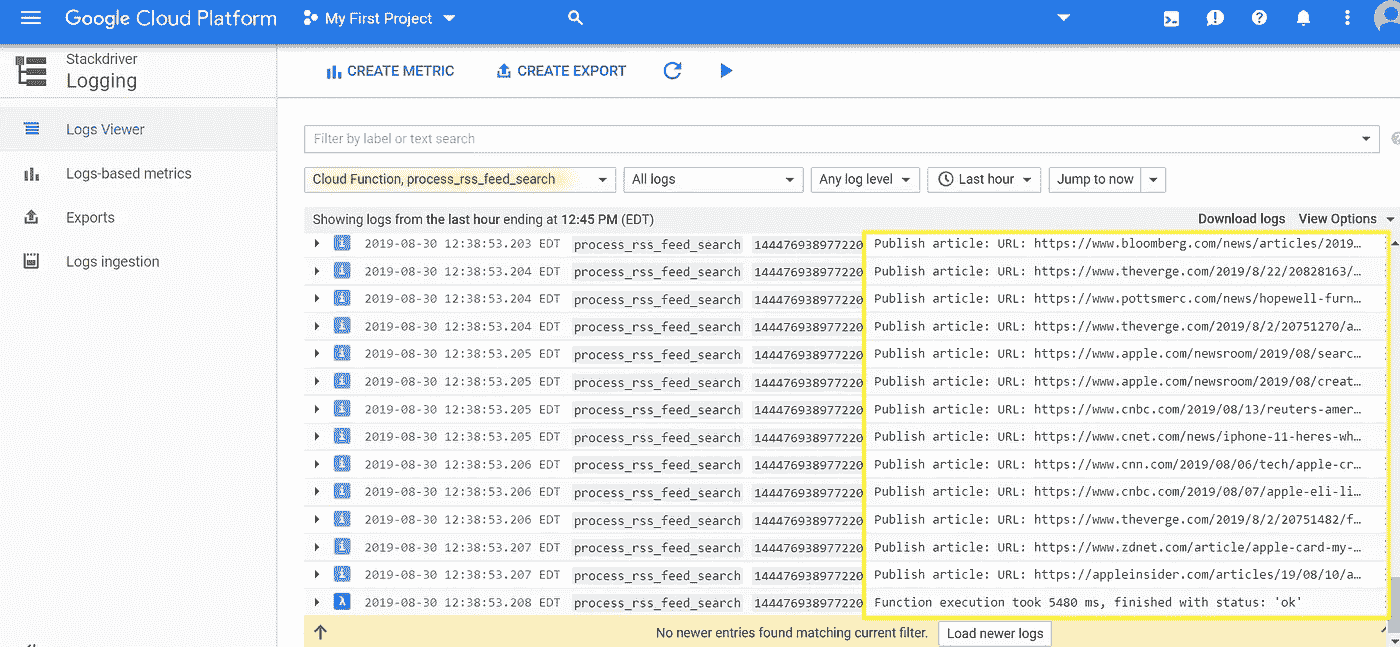 Google Cloud Platform My First Project
Stackdriver
Logging
CREATE METRIC CREATE EXPORT
Logs Viewer
Logs-based metrics
Exports
Logs ingestion
Filter by label or text search
Cloud Function, process_rss_feed_search All logs Any log level Last hour Jump to now
Showing logs from the last hour ending at 12:45 PM (EDT) Download logs View Options
2019-08-30 12:38:53.203 EDT process_rss_feed_search 144476938977220 Publish article: URL: https://www.bloomberg.com/news/articles/2019…
2019-08-30 12:38:53.204 EDT process_rss_feed_search 144476938977220 Publish article: URL: https://www.theverge.com/2019/8/22/20828163/…
2019-08-30 12:38:53.204 EDT process_rss_feed_search 144476938977220 Publish article: URL: https://www.pottsmerc.com/news/hopewell-furn…
2019-08-30 12:38:53.204 EDT process_rss_feed_search 144476938977220 Publish article: URL: https://www.theverge.com/2019/8/2/20751270/a…
2019-08-30 12:38:53.205 EDT process_rss_feed_search 144476938977220 Publish article: URL: https://www.apple.com/newsroom/2019/08/searc…
2019-08-30 12:38:53.205 EDT process_rss_feed_search 144476938977220 Publish article: URL: https://www.apple.com/newsroom/2019/08/creat…
2019-08-30 12:38:53.205 EDT process_rss_feed_search 144476938977220 Publish article: URL: https://www.cnbc.com/2019/08/13/reuters-amer…
2019-08-30 12:38:53.205 EDT process_rss_feed_search 144476938977220 Publish article: URL: https://www.cnet.com/news/iphone-11-heres-wh…
2019-08-30 12:38:53.206 EDT process_rss_feed_search 144476938977220 Publish article: URL: https://www.cnn.com/2019/08/06/tech/apple-cr…
2019-08-30 12:38:53.206 EDT process_rss_feed_search 144476938977220 Publish article: URL: https://www.cnbc.com/2019/08/07/apple-eli-li…
2019-08-30 12:38:53.206 EDT process_rss_feed_search 144476938977220 Publish article: URL: https://www.theverge.com/2019/8/2/20751482/f…
2019-08-30 12:38:53.207 EDT process_rss_feed_search 144476938977220 Publish article: URL: https://www.zdnet.com/article/apple-card-my-…
2019-08-30 12:38:53.207 EDT process_rss_feed_search 144476938977220 Publish article: URL: https://appleinsider.com/articles/19/08/10/a…
2019-08-30 12:38:53.208 EDT process_rss_feed_search 144476938977220 Function execution took 5480 ms, finished with status: 'ok'
No newer entries found matching current filter. Load newer logs